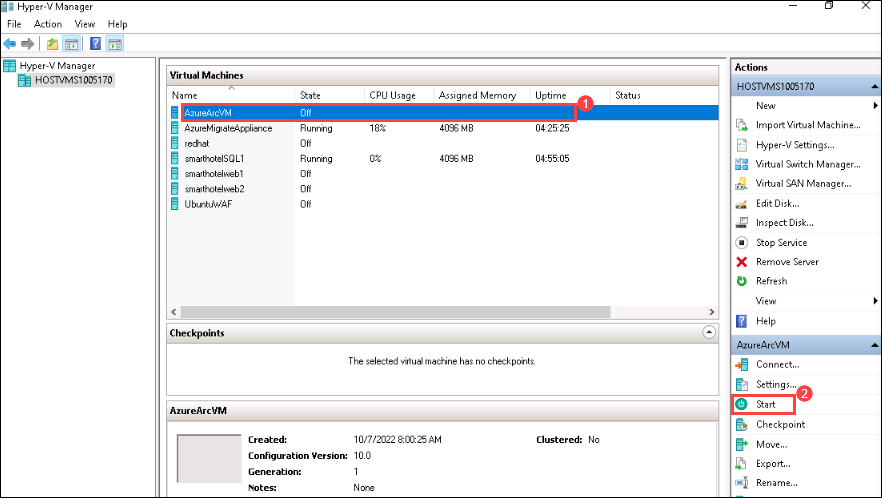 Hyper-V Manager
File Action View Help
Hyper-V Manager
HOSTVMS1005170
Virtual Machines
Name State CPU Usage Assigned Memory Uptime Status
AzureArcVM Off
1
AzureMigrateAppliance Running 18% 4096 MB 04:25:25
redhat Off
smarthotelSQL1 Running 0% 4096 MB 04:55:05
smarthotelweb1 Off
smarthotelweb2 Off
UbuntuWAF Off
Checkpoints
The selected virtual machine has no checkpoints.
AzureArcVM
Created: 10/7/2022 8:00:25 AM Clustered: No
Configuration Version: 10.0
Generation: 1
Notes: None
Actions
HOSTVMS1005170
New
Import Virtual Machine...
Hyper-V Settings...
Virtual Switch Manager...
Virtual SAN Manager...
Edit Disk...
Inspect Disk...
Stop Service
Remove Server
Refresh
View
Help
AzureArcVM
Connect...
Settings...
2
Start
Checkpoint
Move...
Export...
Rename...